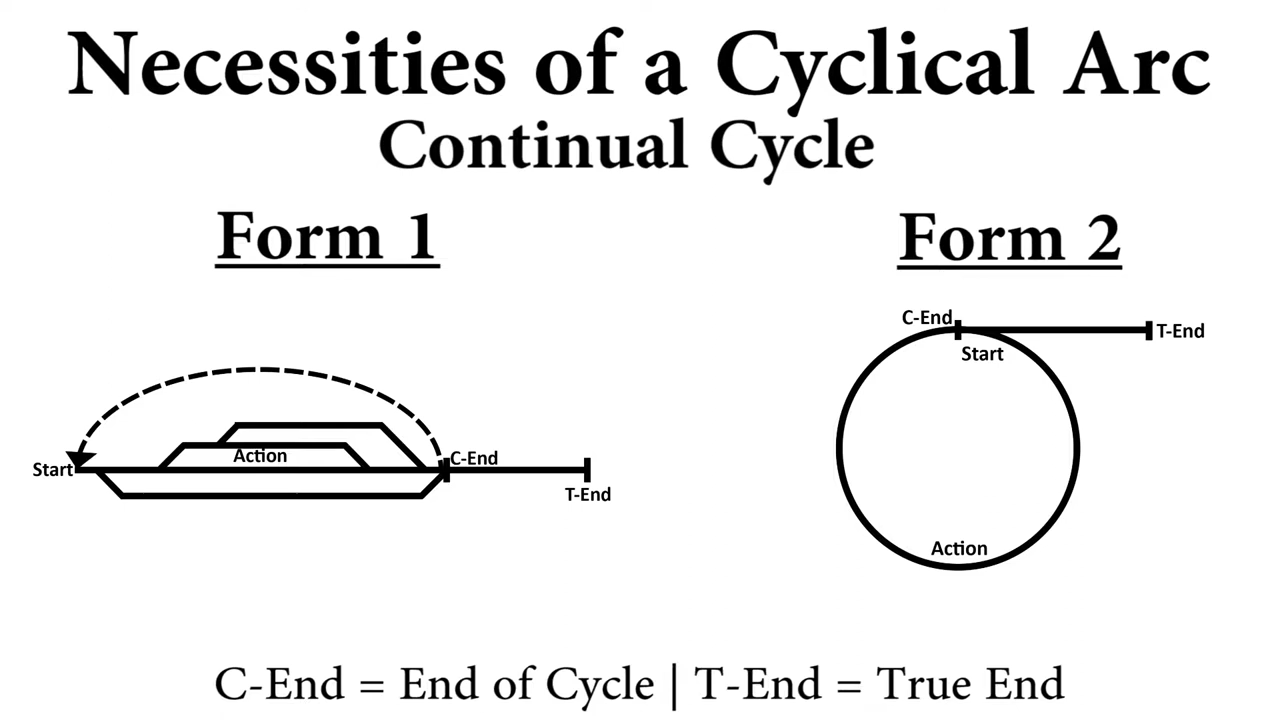 Necessities of a Cyclical Arc
Continual Cycle
Form 1
Start
Action
C-End
T-End
Form 2
C-End
T-End
Start
Action
C-End = End of Cycle | T-End = True End